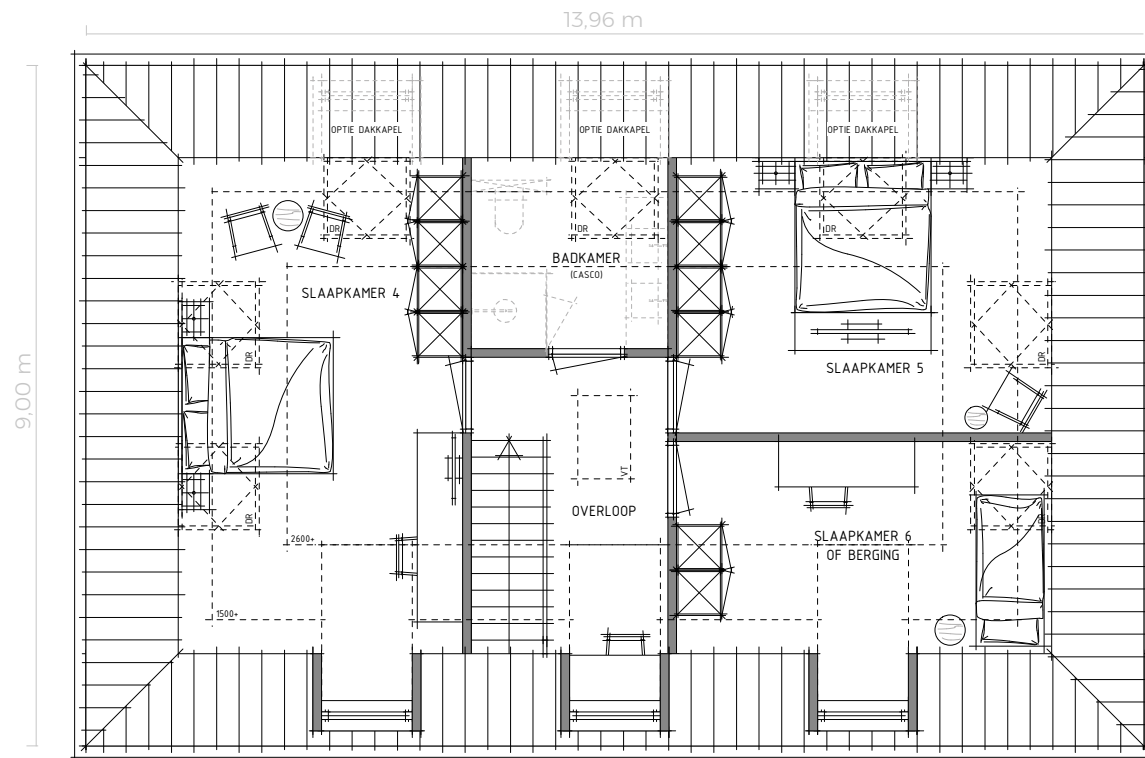 13,96 m
9,00 m
OPTIE DAKKAPEL
OPTIE DAKKAPEL
OPTIE DAKKAPEL
DR
DR
DR
BADKAMER
(CASCO)
SLAAPKAMER 4
DR
DR
SLAAPKAMER 5
VT
OVERLOOP
DR
DR
SLAAPKAMER 6
OF BERGING
2600+
1500+